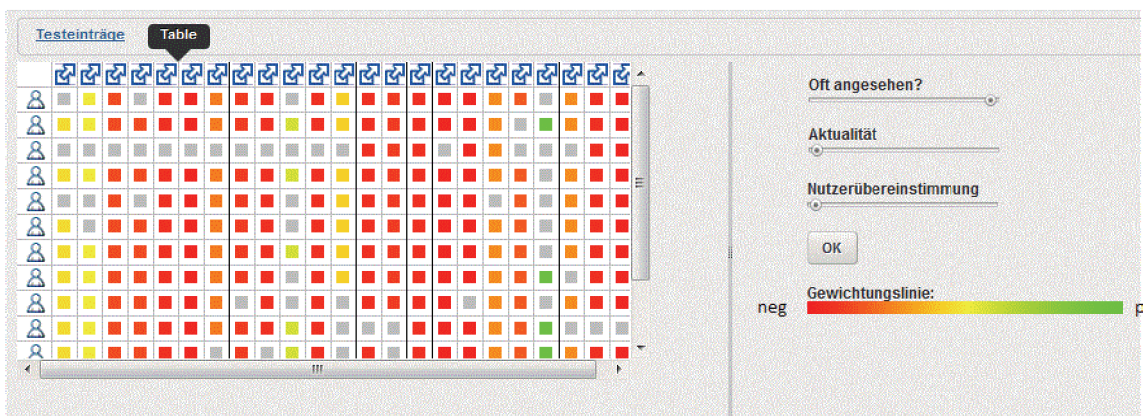 Testeinträge Table
Oft angesehen?
Aktualität
Nutzerübereinstimmung
OK
Gewichtungslinie:
neg p